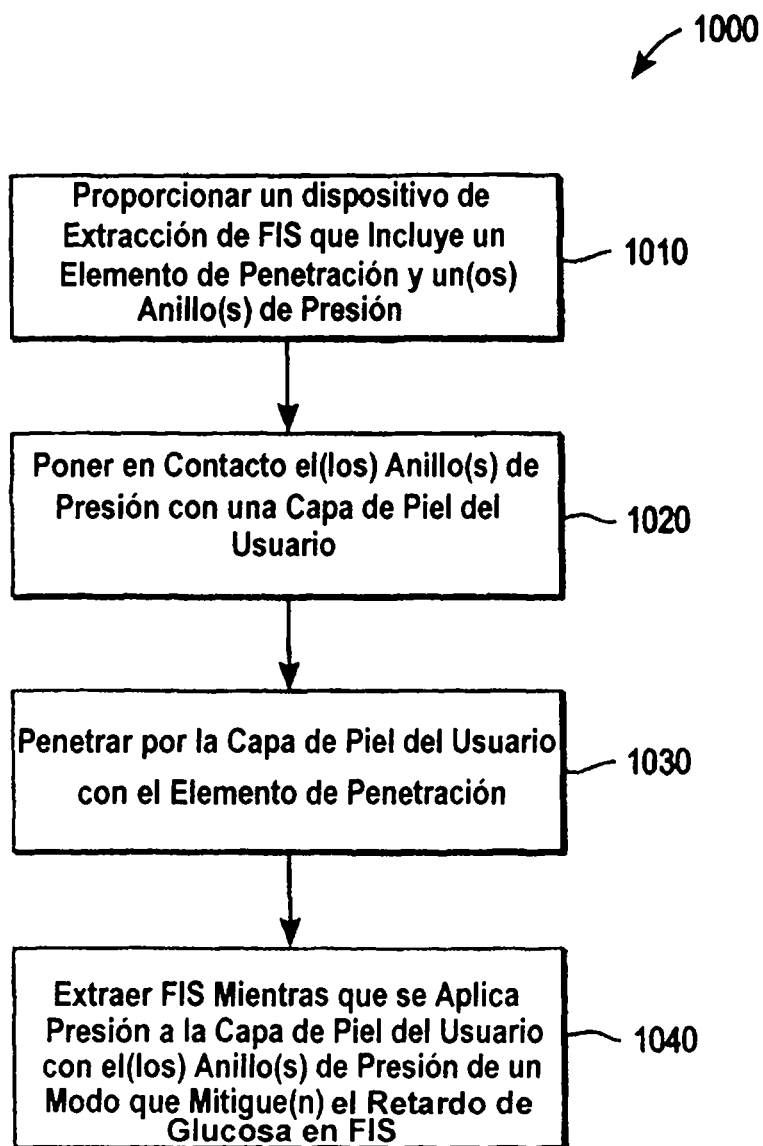 1000
Proporcionar un dispositivo de
Extracción de FIS que Incluye un
Elemento de Penetración y un(os)
Anillo(s) de Presión
1010
Poner en Contacto el(los) Anillo(s) de
Presión con una Capa de Piel del
Usuario
1020
Penetrar por la Capa de Piel del Usuario
con el Elemento de Penetración
1030
Extraer FIS Mientras que se Aplica
Presión a la Capa de Piel del Usuario
con el(los) Anillo(s) de Presión de un
Modo que Mitigue(n) el Retardo de
Glucosa en FIS
1040